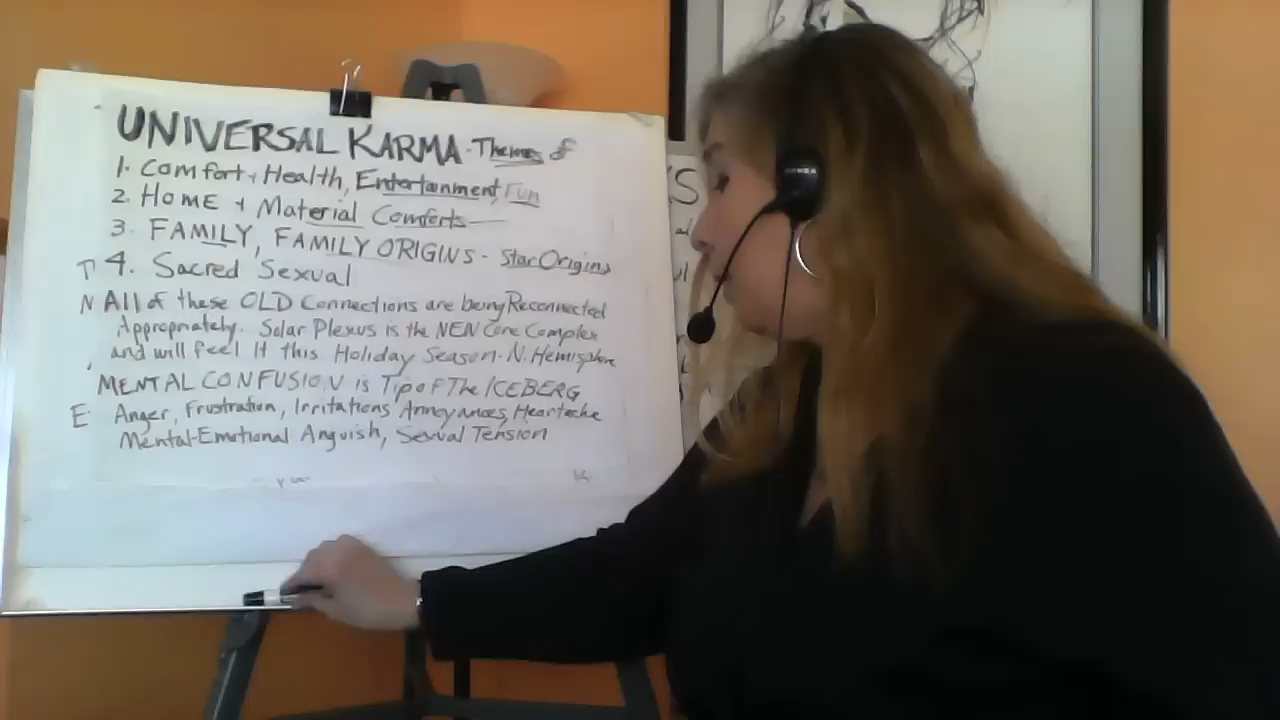 UNIVERSAL KARMA - Themes of
1. Comfort + Health, Entertainment, Fun
2. HOME + Material Comforts
3. FAMILY, FAMILY ORIGINS - Star Origins
4. Sacred Sexual
N All of these OLD Connections are being Reconnected
Appropriately. Solar Plexus is the NEW Core Complex
and will feel it this Holiday Season - N. Hemisphere
MENTAL CONFUSION is Tip of The ICEBERG
E: Anger, Frustration, Irritations Annoyances, Heartache
Mental-Emotional Anguish, Sexual Tension